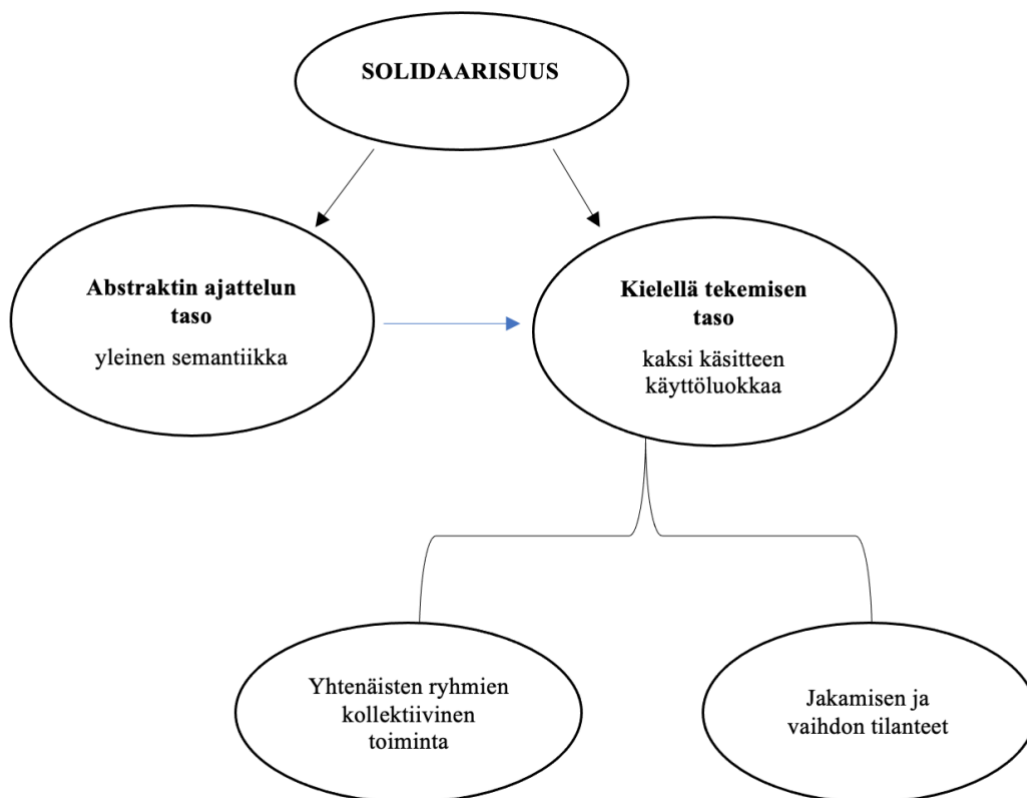 SOLIDAARISUUS
Abstraktin ajattelun
taso
yleinen semantiikka
Kielellä tekemisen
taso
kaksi käsitteen
käyttöluokkaa
Yhtenäisten ryhmien
kollektiivinen
toiminta
Jakamisen ja
vaihdon tilanteet